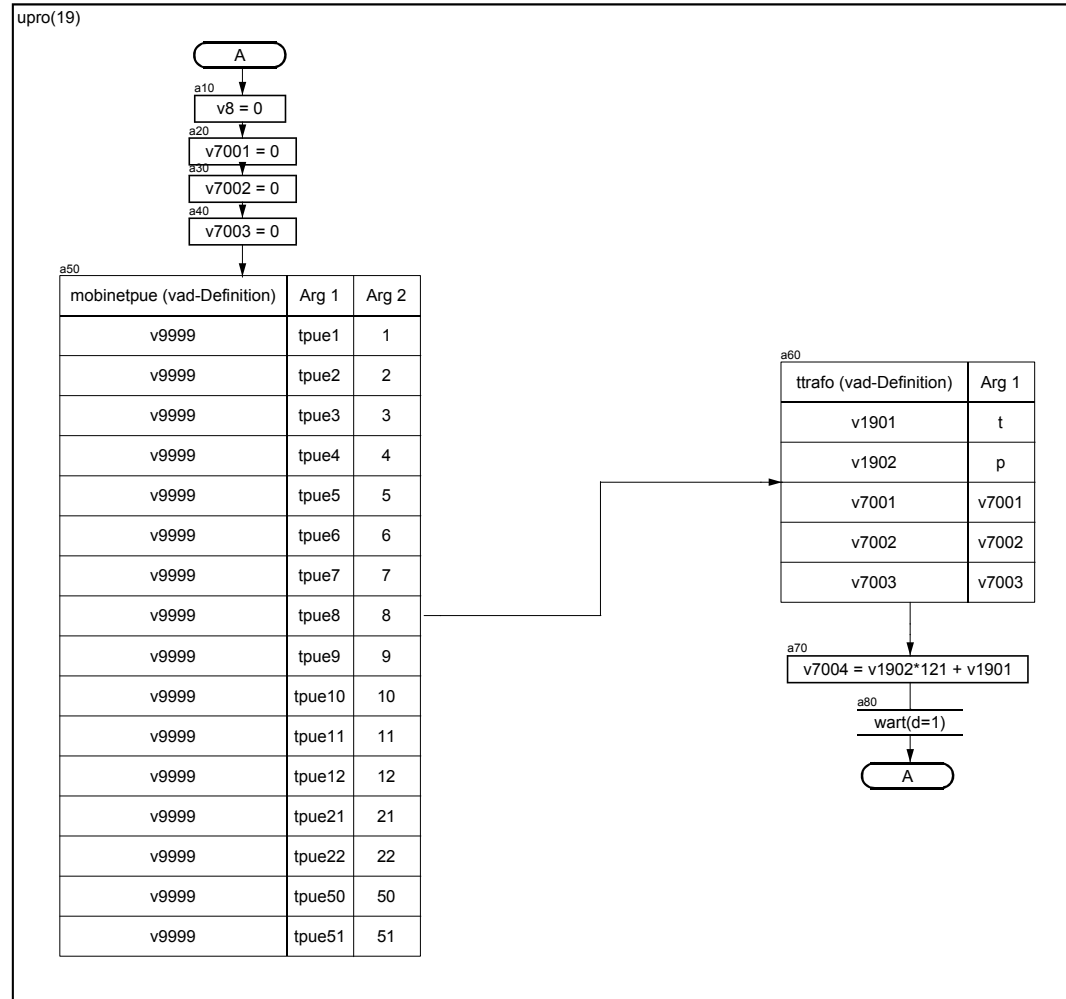 upro(19)
A
a10
v8 = 0
a20
v7001 = 0
a30
v7002 = 0
a40
v7003 = 0
a50
mobinetpue (vad-Definition) Arg 1 Arg 2
v9999 tpue1 1
v9999 tpue2 2
v9999 tpue3 3
v9999 tpue4 4
v9999 tpue5 5
v9999 tpue6 6
v9999 tpue7 7
v9999 tpue8 8
v9999 tpue9 9
v9999 tpue10 10
v9999 tpue11 11
v9999 tpue12 12
v9999 tpue21 21
v9999 tpue22 22
v9999 tpue50 50
v9999 tpue51 51
a60
ttrafo (vad-Definition) Arg 1
v1901 t
v1902 p
v7001 v7001
v7002 v7002
v7003 v7003
a70
v7004 = v1902*121 + v1901
a80
wart(d=1)
A